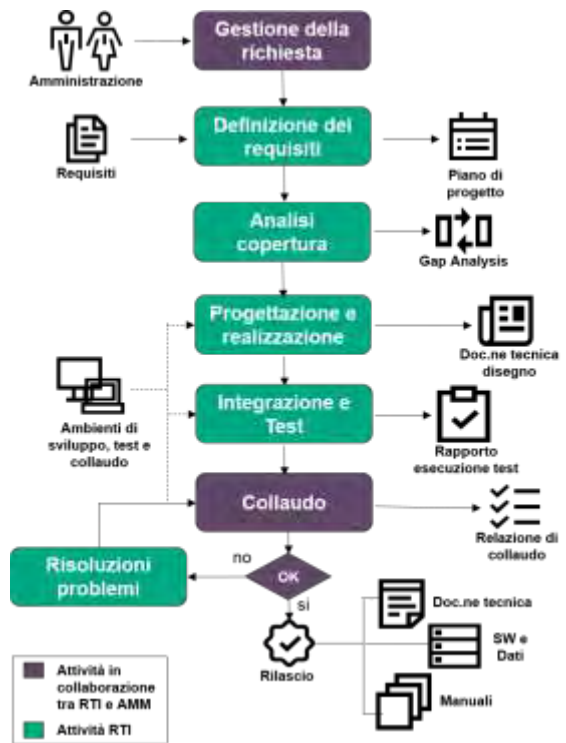 Gestione della
richiesta
Amministrazione
Definizione dei
requisiti
Requisiti
Piano di
progetto
Analisi
copertura
Gap Analysis
Progettazione e
realizzazione
Doc.ne tecnica
disegno
Ambienti di
sviluppo, test e
collaudo
Integrazione e
Test
Rapporto
esecuzione test
Collaudo
Relazione di
collaudo
Risoluzioni
problemi
no
OK
si
Rilascio
Doc.ne tecnica
SW e
Dati
Manuali
Attività in
collaborazione
tra RTI e AMM
Attività RTI